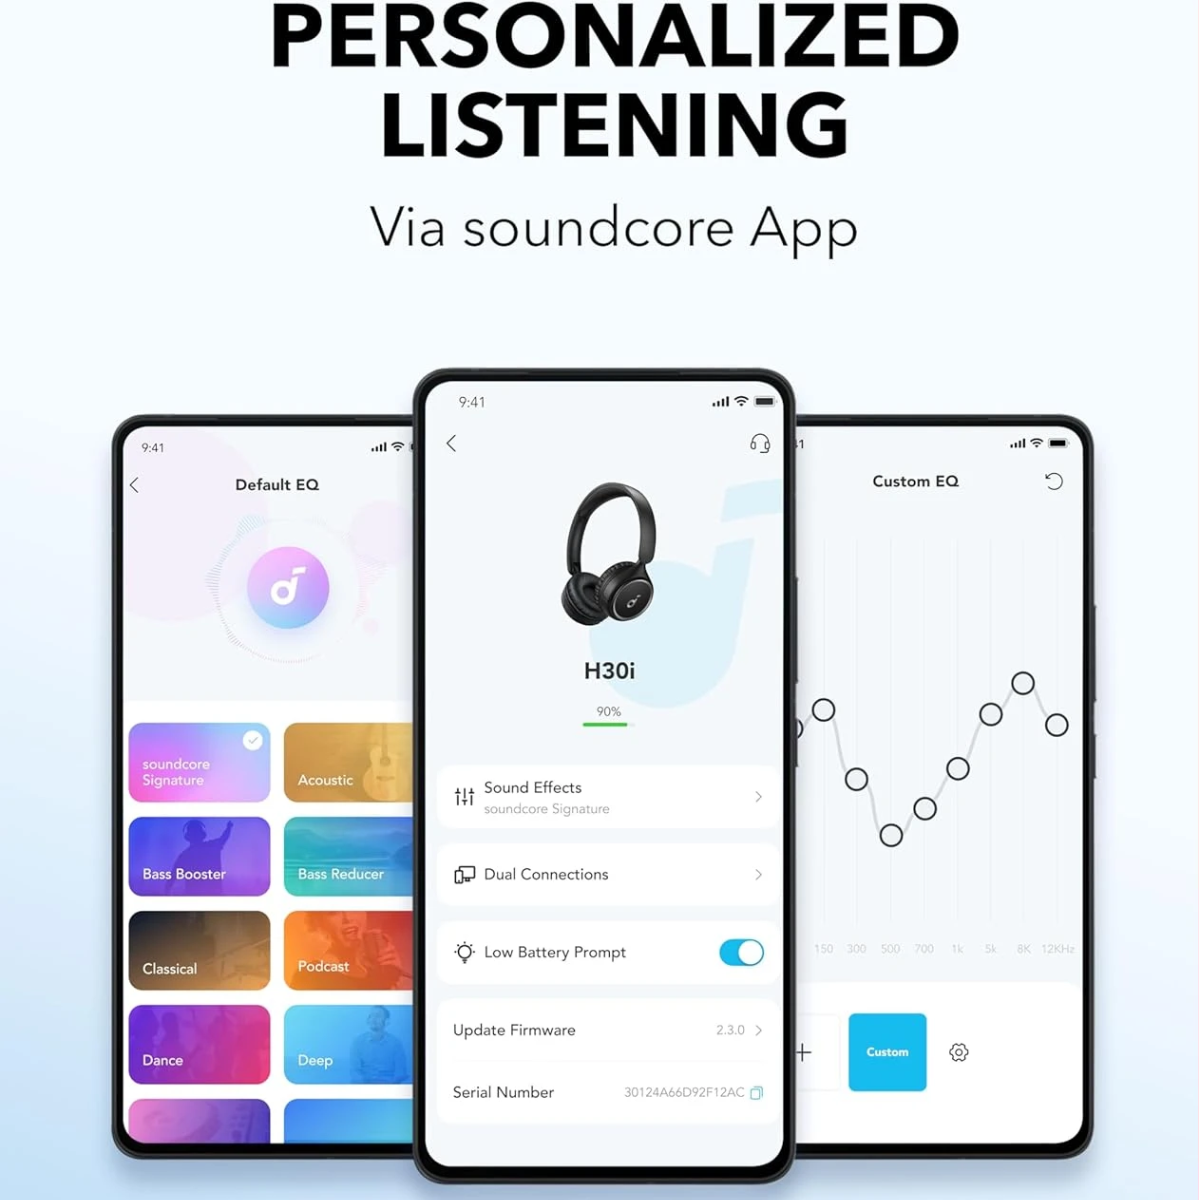 PERSONALIZED
LISTENING
Via soundcore App
9:41
Default EQ
soundcore
Signature
Acoustic
Bass Booster
Bass Reducer
Classical
Podcast
Dance
Deep
9:41
H30i
90%
Sound Effects
soundcore Signature
Dual Connections
Low Battery Prompt
Update Firmware 2.3.0
Serial Number 30124A66D92F12AC
41
Custom EQ
150 300 500 700 1k 5k 8K 12KHz
+ Custom